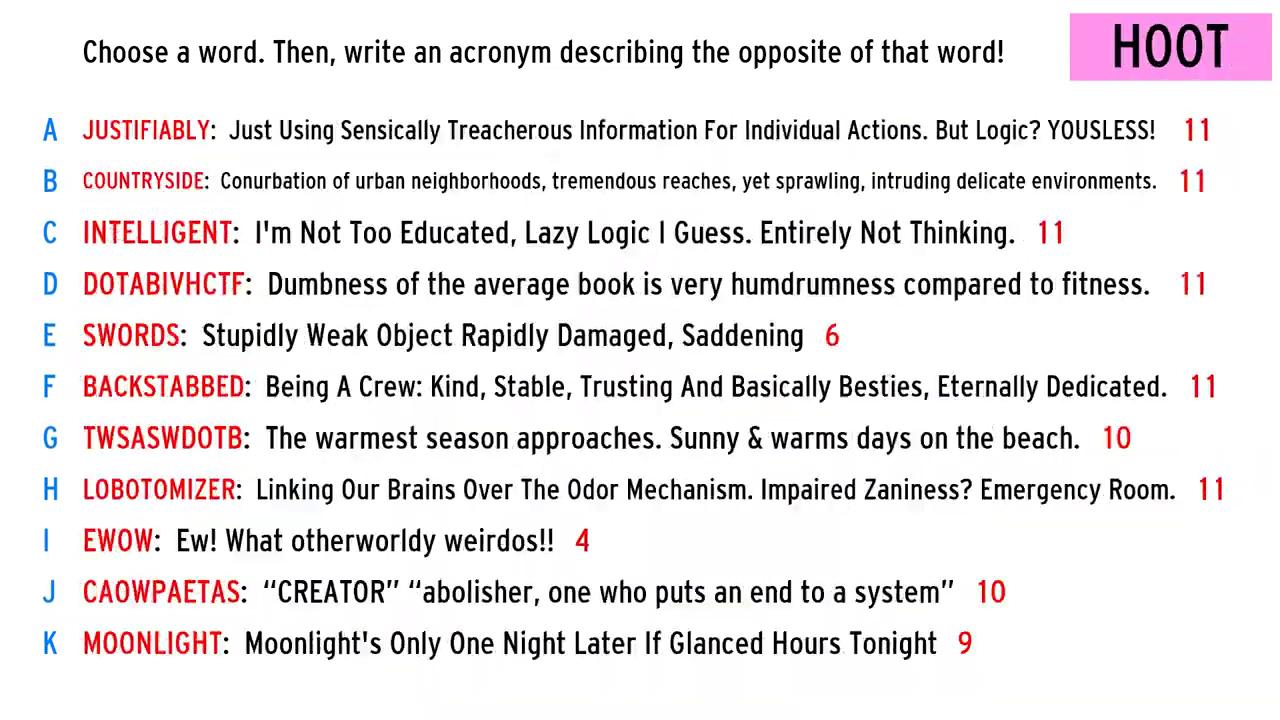 Choose a word. Then, write an acronym describing the opposite of that word!
HOOT
A JUSTIFIABLY: Just Using Sensically Treacherous Information For Individual Actions. But Logic? YOUSLESS! 11
B COUNTRYSIDE: Conurbation of urban neighborhoods, tremendous reaches, yet sprawling, intruding delicate environments. 11
C INTELLIGENT: I'm Not Too Educated, Lazy Logic I Guess. Entirely Not Thinking. 11
D DOTABIVHCTF: Dumbness of the average book is very humdrumness compared to fitness. 11
E SWORDS: Stupidly Weak Object Rapidly Damaged, Saddening 6
F BACKSTABBED: Being A Crew: Kind, Stable, Trusting And Basically Besties, Eternally Dedicated. 11
G TWSASWDOTB: The warmest season approaches. Sunny & warms days on the beach. 10
H LOBOTOMIZER: Linking Our Brains Over The Odor Mechanism. Impaired Zaniness? Emergency Room. 11
I EWOW: Ew! What otherworldy weirdos!! 4
J CAOWPAETAS: “CREATOR” “abolisher, one who puts an end to a system” 10
K MOONLIGHT: Moonlight's Only One Night Later If Glanced Hours Tonight 9